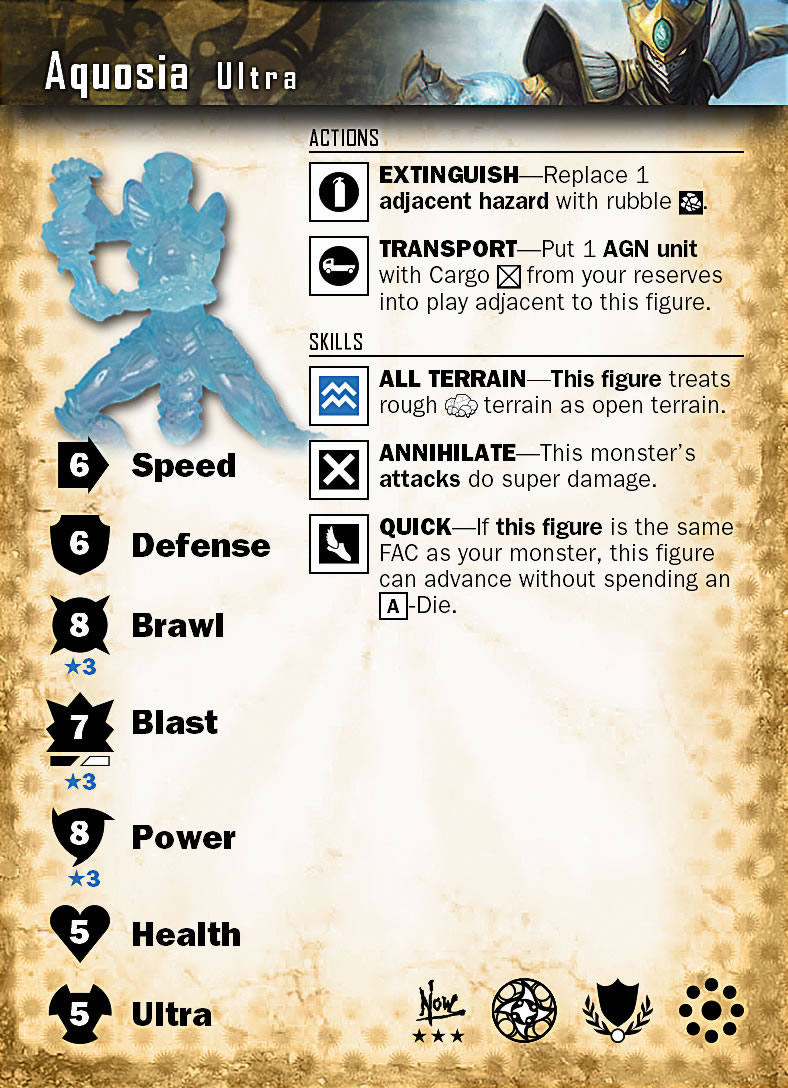 Aquosia Ultra
ACTIONS
EXTINGUISH—Replace 1
adjacent hazard with rubble .
TRANSPORT—Put 1 AGN unit
with Cargo from your reserves
into play adjacent to this figure.
SKILLS
ALL TERRAIN—This figure treats
rough terrain as open terrain.
ANNIHILATE—This monster's
attacks do super damage.
QUICK—If this figure is the same
FAC as your monster, this figure
can advance without spending an
A-Die.
6 Speed
6 Defense
8 Brawl
★3
7 Blast
★3
8 Power
★3
5 Health
5 Ultra
Now
★★★